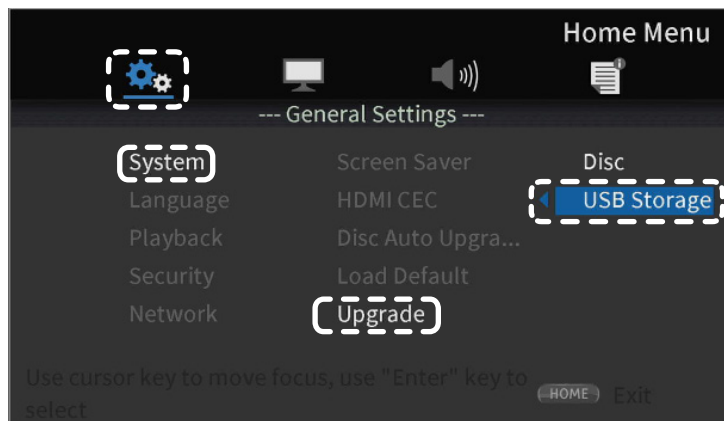 Home Menu
--- General Settings ---
System Screen Saver Disc
Language HDMI CEC USB Storage
Playback Disc Auto Upgra...
Security Load Default
Network Upgrade
Use cursor key to move focus, use "Enter" key to
select
HOME Exit